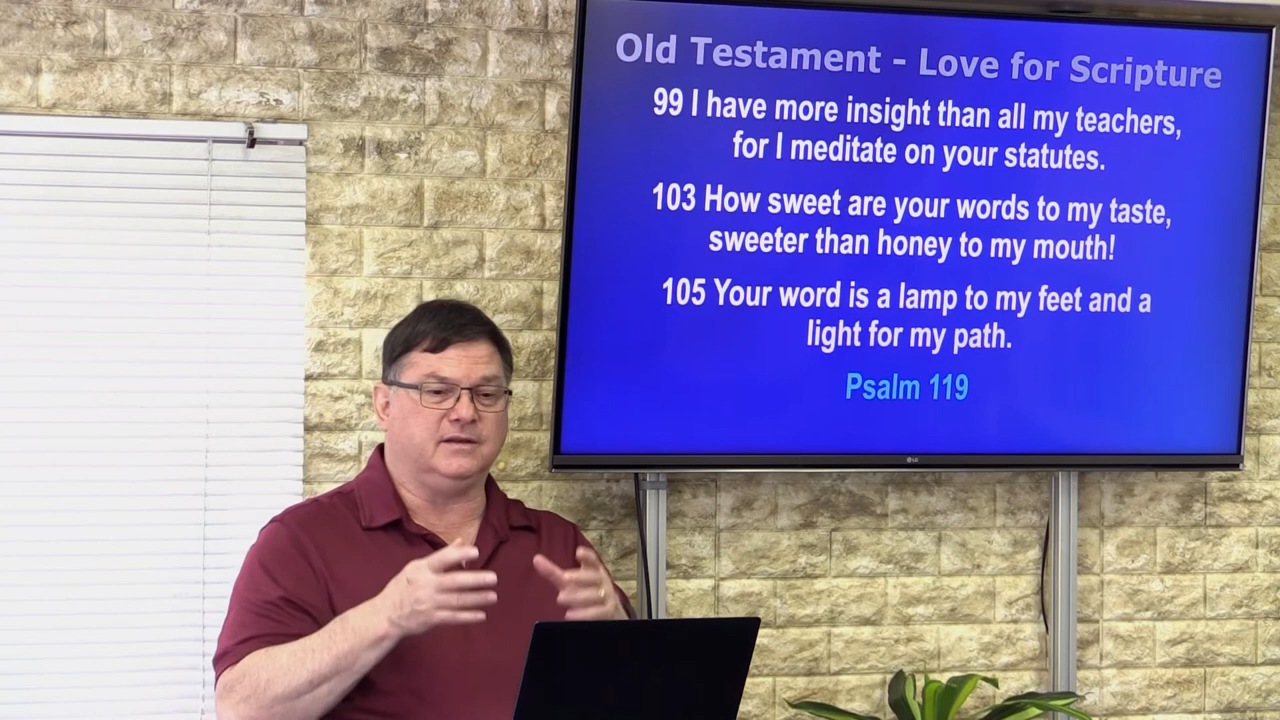 Old Testament - Love for Scripture
99 I have more insight than all my teachers,
for I meditate on your statutes.
103 How sweet are your words to my taste,
sweeter than honey to my mouth!
105 Your word is a lamp to my feet and a
light for my path.
Psalm 119
LG